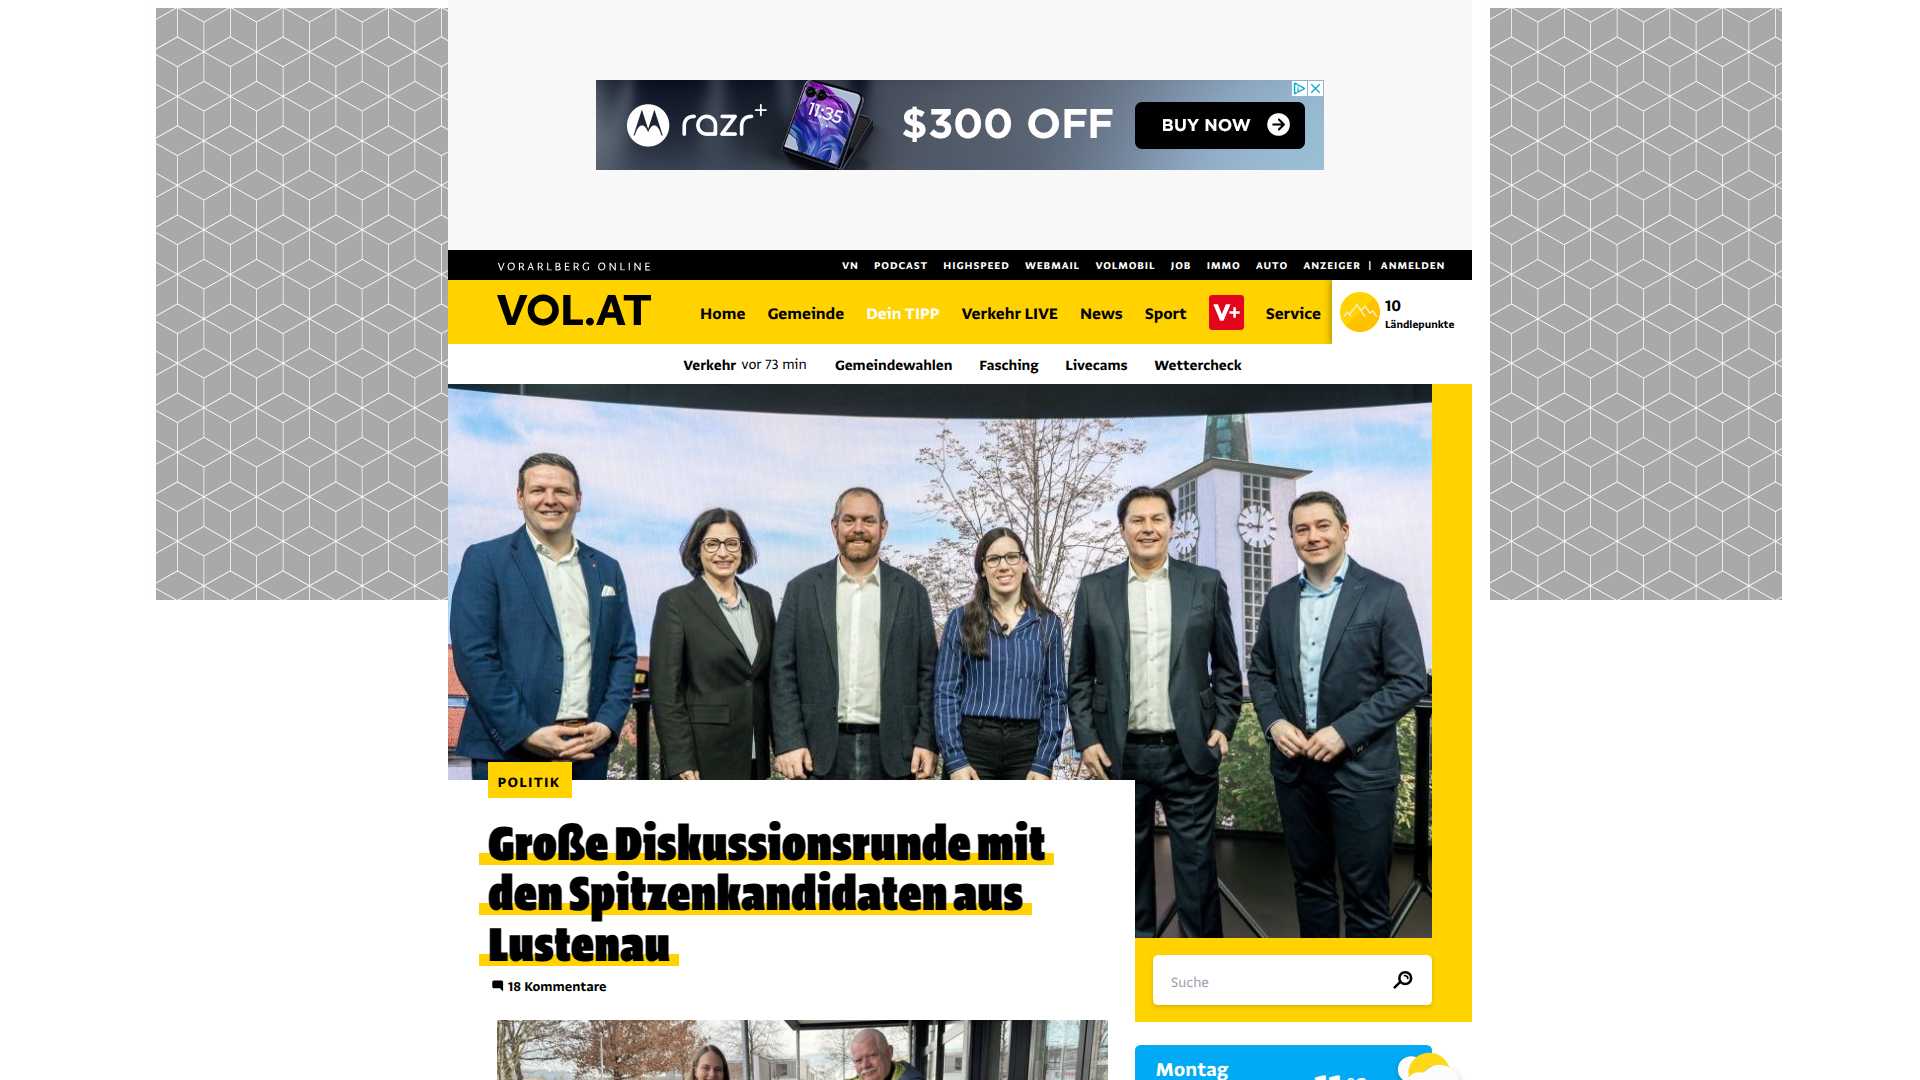 razr+
11:35
$300 OFF
BUY NOW
VORARLBERG ONLINE
VN PODCAST HIGHSPEED WEBMAIL VOLMOBIL JOB IMMO AUTO ANZEIGER | ANMELDEN
VOL.AT
Home Gemeinde Dein TIPP Verkehr LIVE News Sport V+ Service
10
Ländlepunkte
Verkehr vor 73 min Gemeindewahlen Fasching Livecams Wettercheck
POLITIK
Große Diskussionsrunde mit
den Spitzenkandidaten aus
Lustenau
18 Kommentare
Suche
Montag